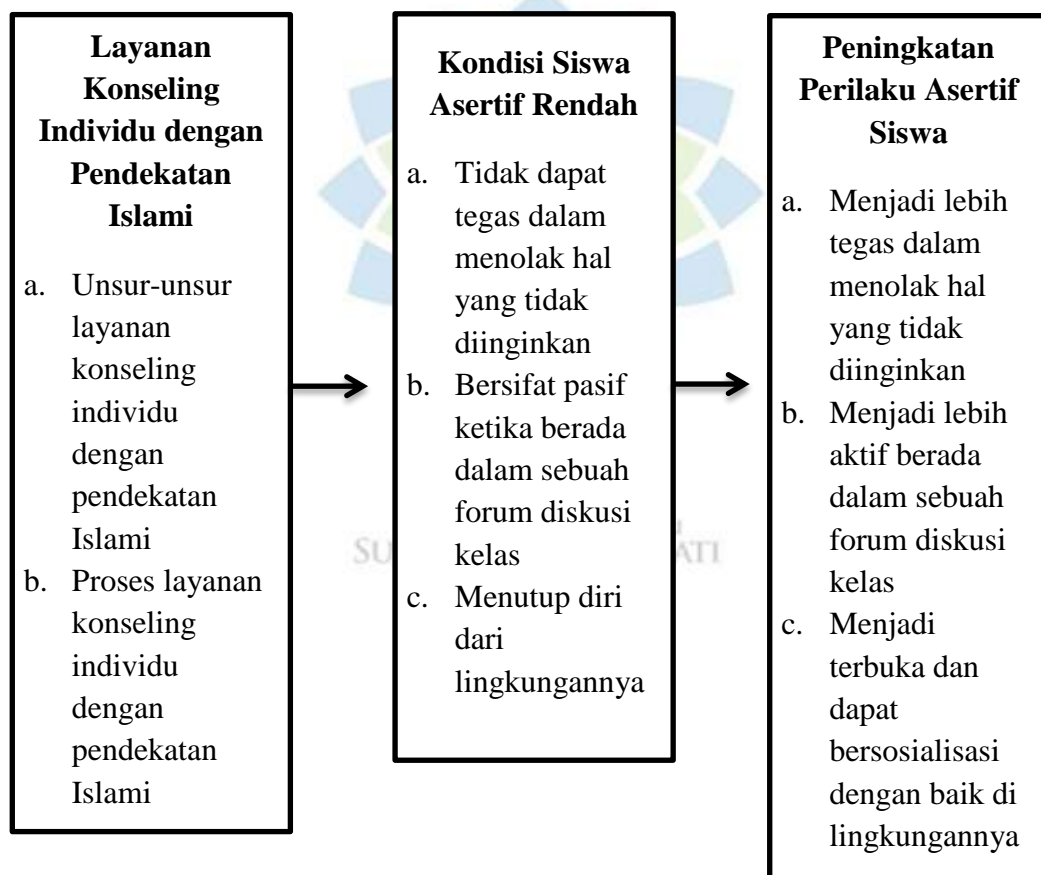 Layanan
Konseling
Individu dengan
Pendekatan
Islami
a. Unsur-unsur
layanan
konseling
individu
dengan
pendekatan
Islami
b. Proses layanan
konseling
individu
dengan
pendekatan
Islami
Kondisi Siswa
Asertif Rendah
a. Tidak dapat
tegas dalam
menolak hal
yang tidak
diinginkan
b. Bersifat pasif
ketika berada
dalam sebuah
forum diskusi
kelas
c. Menutup diri
dari
lingkungannya
Peningkatan
Perilaku Asertif
Siswa
a. Menjadi lebih
tegas dalam
menolak hal
yang tidak
diinginkan
b. Menjadi lebih
aktif berada
dalam sebuah
forum diskusi
kelas
c. Menjadi
terbuka dan
dapat
bersosialisasi
dengan baik di
lingkungannya